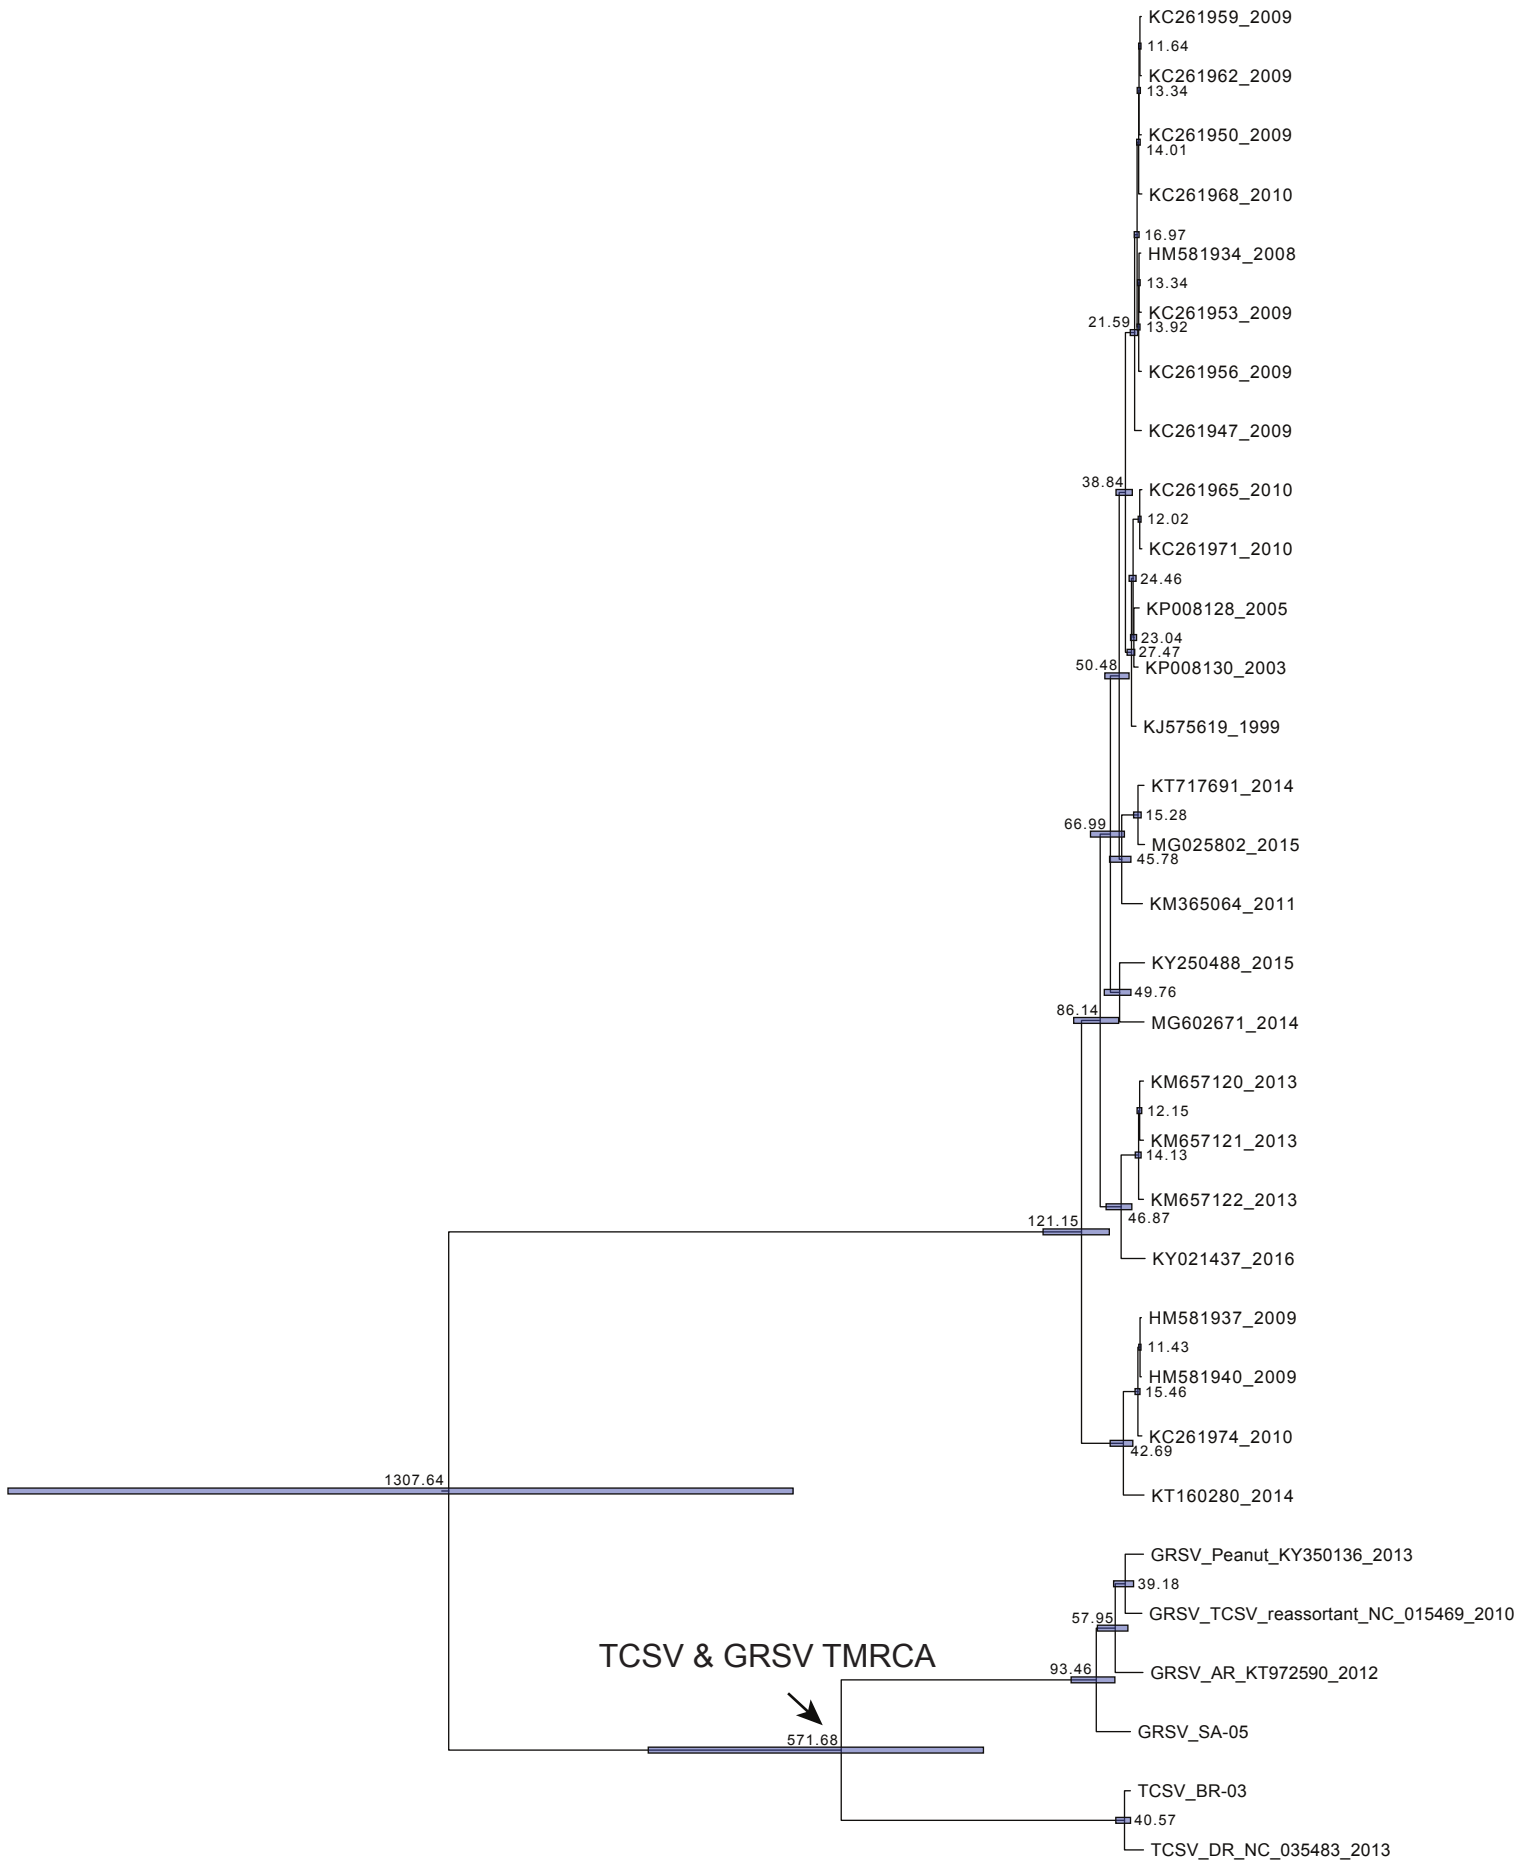 KC261959_2009
11.64
KC261962_2009
13.34
KC261950_2009
14.01
KC261968_2010
16.97
HM581934_2008
13.34
KC261953_2009
21.59
13.92
KC261956_2009
KC261947_2009
38.84
KC261965_2010
12.02
KC261971_2010
24.46
KP008128_2005
23.04
27.47
50.48
KP008130_2003
KJ575619_1999
KT717691_2014
15.28
66.99
MG025802_2015
45.78
KM365064_2011
KY250488_2015
49.76
86.14
MG602671_2014
KM657120_2013
12.15
KM657121_2013
14.13
KM657122_2013
46.87
121.15
KY021437_2016
HM581937_2009
11.43
HM581940_2009
15.46
KC261974_2010
42.69
1307.64
KT160280_2014
GRSV_Peanut_KY350136_2013
39.18
GRSV_TCSV_reassortant_NC_015469_2010
57.95
TCSV & GRSV TMRCA
93.46
GRSV_AR_KT972590_2012
GRSV_SA-05
571.68
TCSV_BR-03
40.57
TCSV_DR_NC_035483_2013